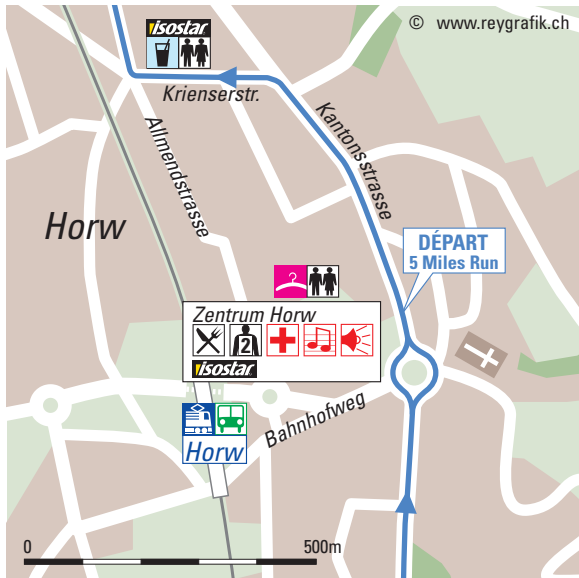 © www.reygrafik.ch
isostar
Krienserstr.
Kantonsstrasse
Allmendstrasse
Horw
DÉPART
5 Miles Run
Zentrum Horw
2
isostar
Bahnhofweg
Horw
0 500m